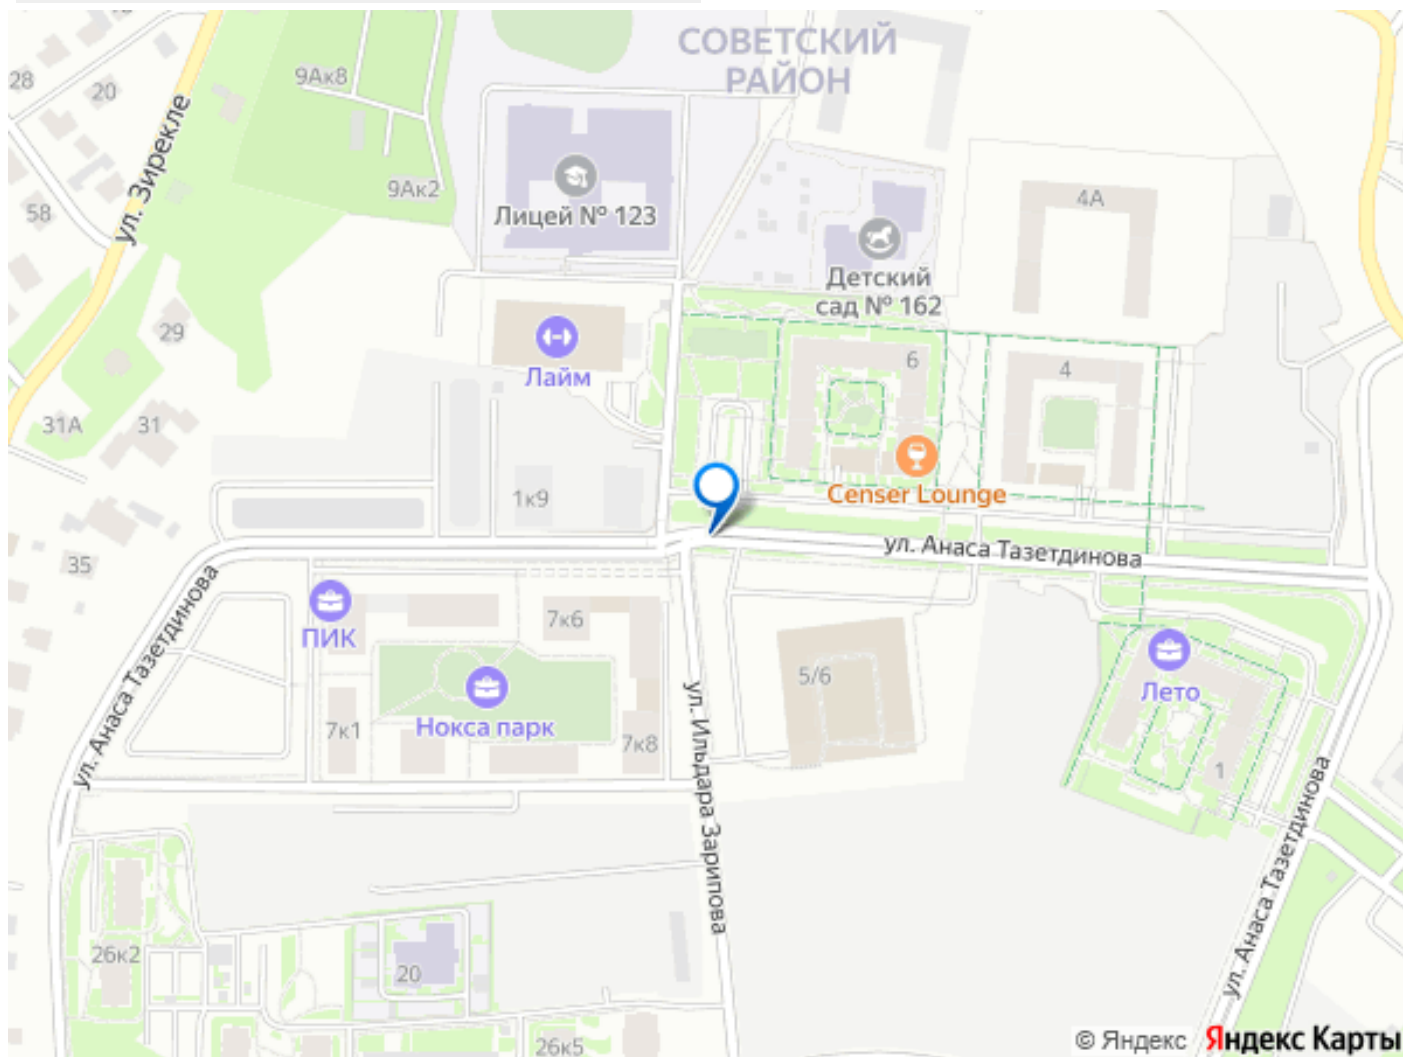 СОВЕТСКИЙ
РАЙОН
28
20
9Ак8
ул. Зирекле
9Ак2
58
Лицей № 123
4А
Детский
сад № 162
29
Лайм
6
4
31А
31
1к9
Censer Lounge
ул. Анаса Тазетдинова
35
ул. Анаса Тазетдинова
ПИК
7к6
5/6
Лето
Нокса парк
7к1
7к8
ул. Ильдара Зарипова
1
ул. Анаса Тазетдинова
26к2
20
26к5
© Яндекс Яндекс Карты